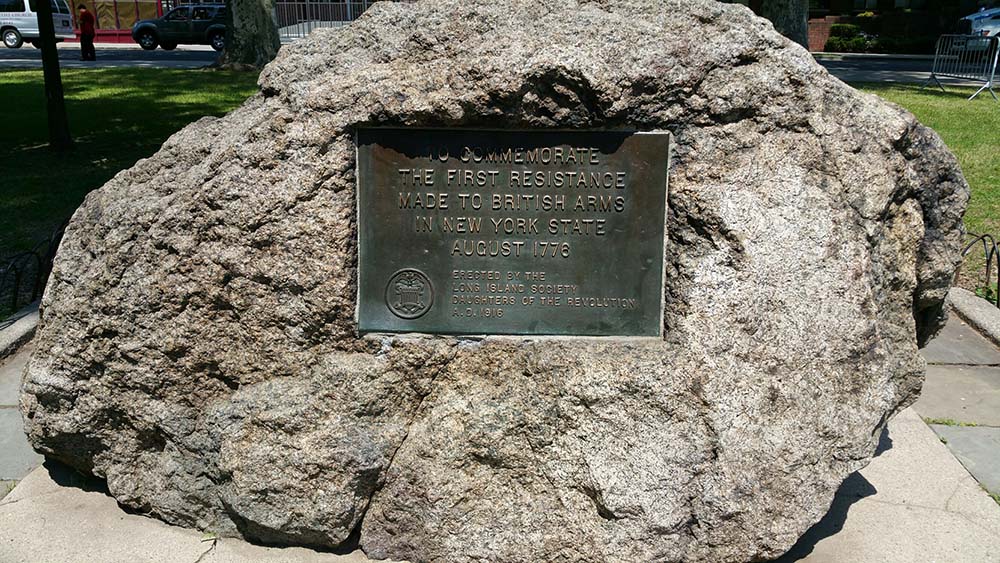 TO COMMEMORATE
THE FIRST RESISTANCE
MADE TO BRITISH ARMS
IN NEW YORK STATE
AUGUST 1776
ERECTED BY THE
LONG ISLAND SOCIETY
DAUGHTERS OF THE REVOLUTION
A.D. 1916